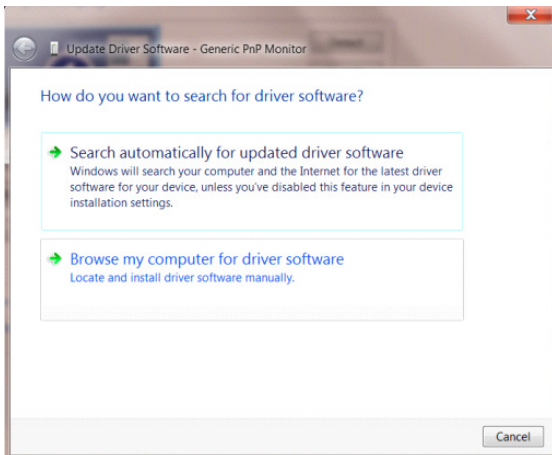 Update Driver Software - Generic PnP Monitor
How do you want to search for driver software?
Search automatically for updated driver software
Windows will search your computer and the Internet for the latest driver
software for your device, unless you've disabled this feature in your device
installation settings.
Browse my computer for driver software
Locate and install driver software manually.
Cancel